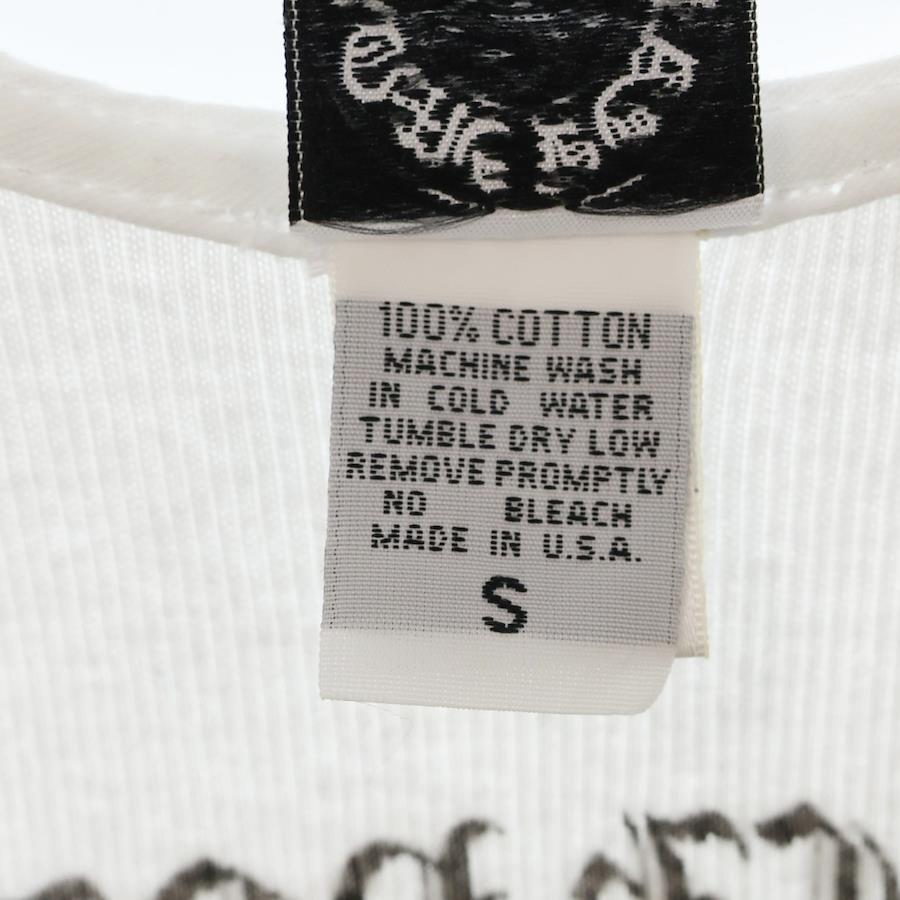 100% COTTON
MACHINE WASH
IN COLD WATER
TUMBLE DRY LOW
REMOVE PROMPTLY
NO BLEACH
MADE IN U.S.A.
S